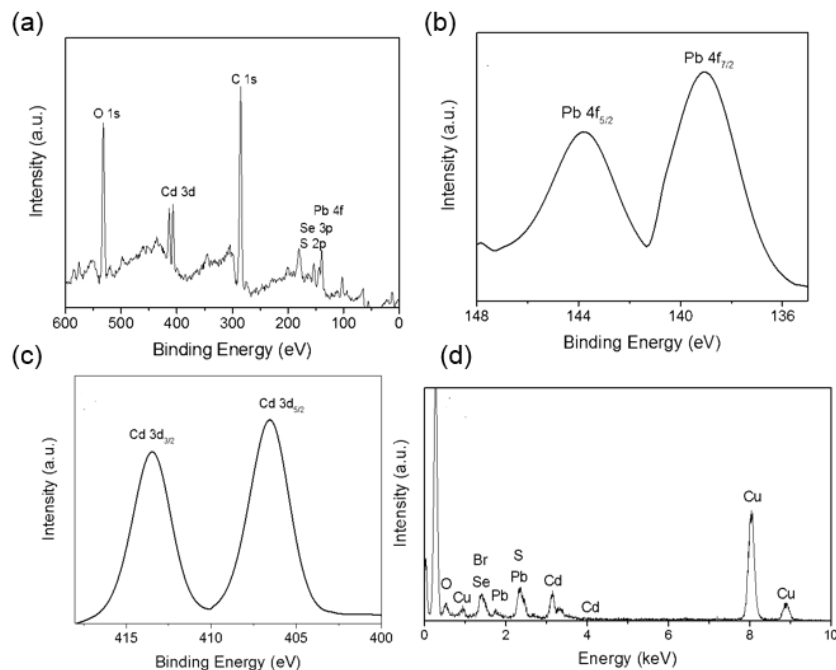 (a)
Intensity (a.u.)
O 1s
Cd 3d
C 1s
Pb 4f
Se 3p
S 2p
600 500 400 300 200 100 0
Binding Energy (eV)
(b)
Intensity (a.u.)
Pb 4f5/2
Pb 4f7/2
148 144 140 136
Binding Energy (eV)
(c)
Intensity (a.u.)
Cd 3d3/2
Cd 3d5/2
415 410 405 400
Binding Energy (eV)
(d)
Intensity (a.u.)
O
Cu
Br
Se
Pb
S
Pb
Cd
Cd
Cu
Cu
0 2 4 6 8 10
Energy (keV)